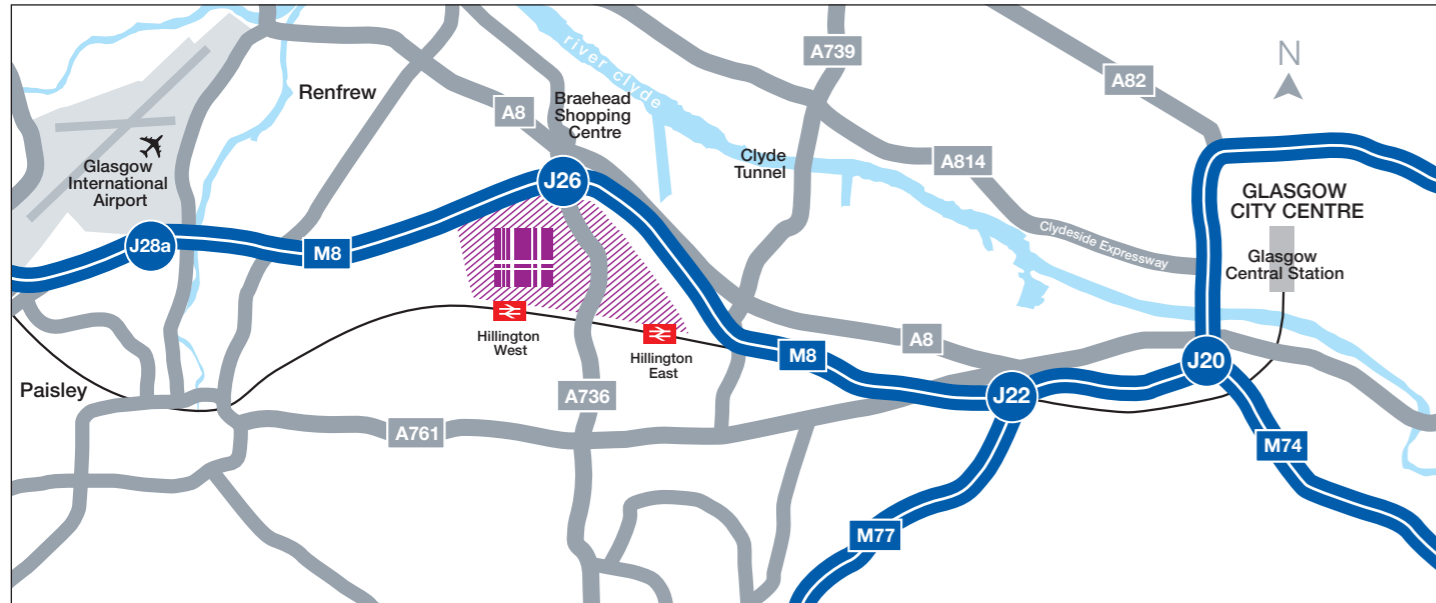 river clyde
A739
A82
N
Renfrew
A8
Braehead
Shopping
Centre
Glasgow
International
Airport
Clyde
Tunnel
A814
J26
GLASGOW
CITY CENTRE
J28a
M8
Clydeside Expressway
Glasgow
Central Station
Hillington
West
Hillington
East
M8
A8
J20
Paisley
A736
J22
A761
M74
M77